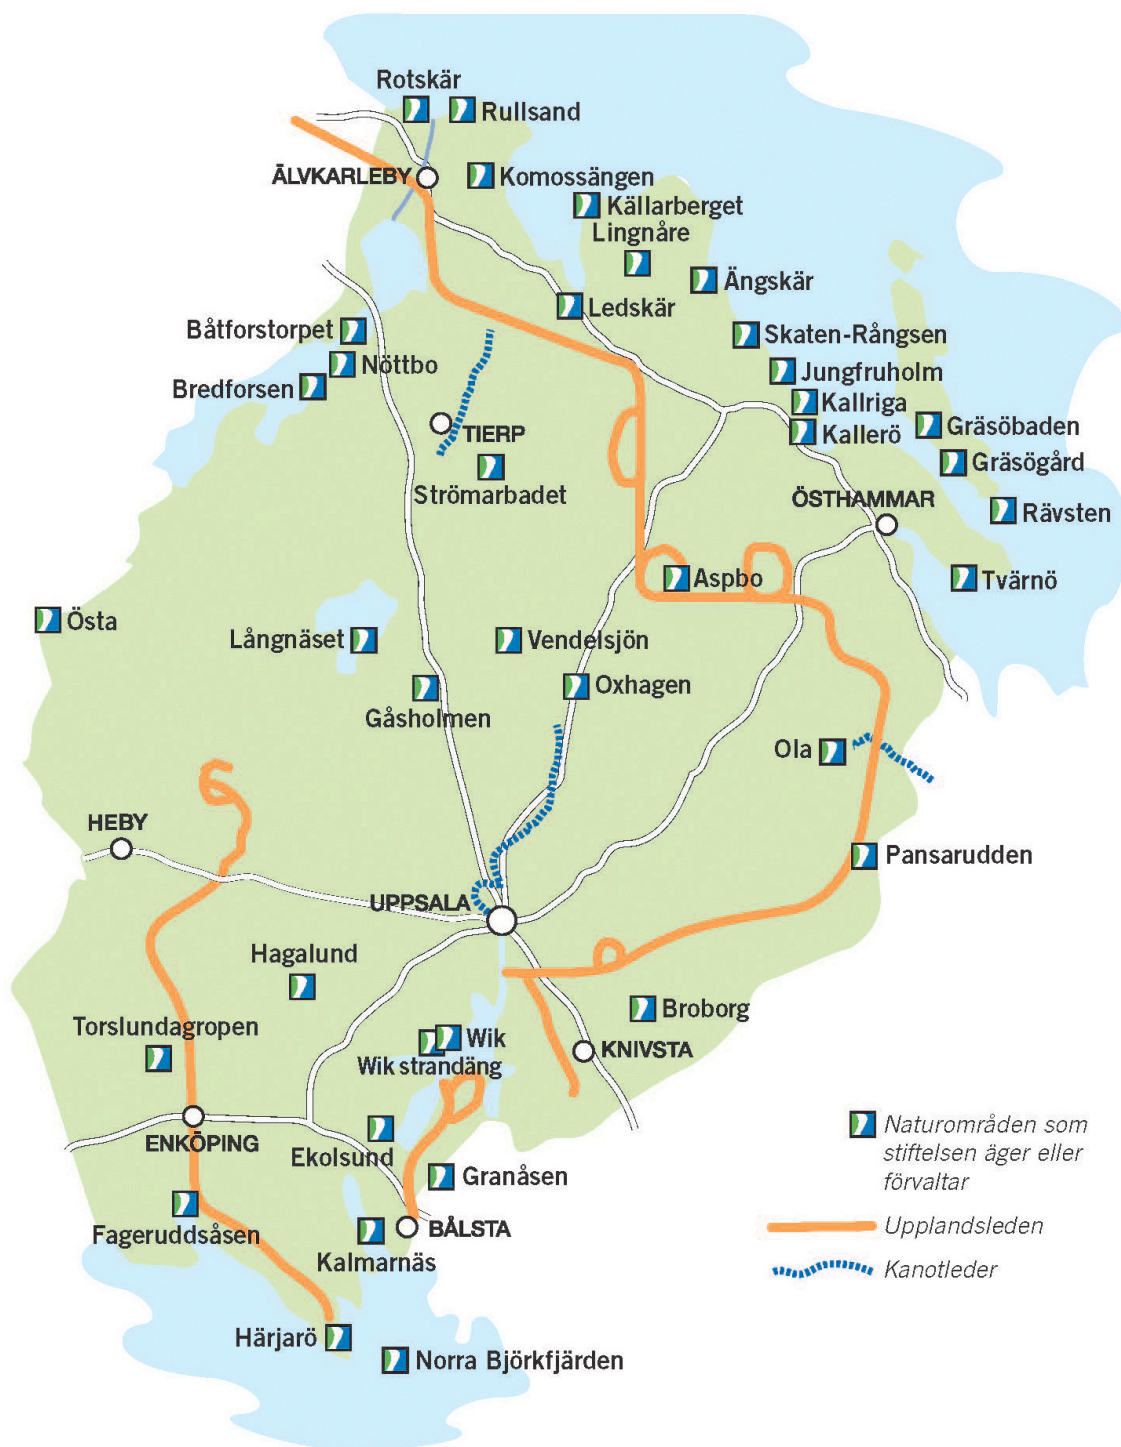 Rotskär
Rullsand
ÄLVKARLEBY
Komossängen
Källarberget
Lingnåre
Ängskär
Ledskär
Båtforstorpet
Skaten-Rångsen
Nöttbo
Jungfruholm
Bredforsen
Kallriga
Gräsöbaden
TIERP
Kallerö
Gräsögård
Strömarbadet
ÖSTHAMMAR
Rävsten
Aspbo
Tvärnö
Östa
Långnäset
Vendelsjön
Oxhagen
Gåsholmen
Ola
HEBY
Pansarudden
UPPSALA
Hagalund
Broborg
Torslundagropen
Wik
KNIVSTA
Wik strandäng
ENKÖPING
Ekolsund
Granåsen
Fageruddsåsen
BÅLSTA
Kalmarnäs
Härjarö
Norra Björkfjärden
Naturområden som
stiftelsen äger eller
förvaltar
Upplandsleden
Kanotleder